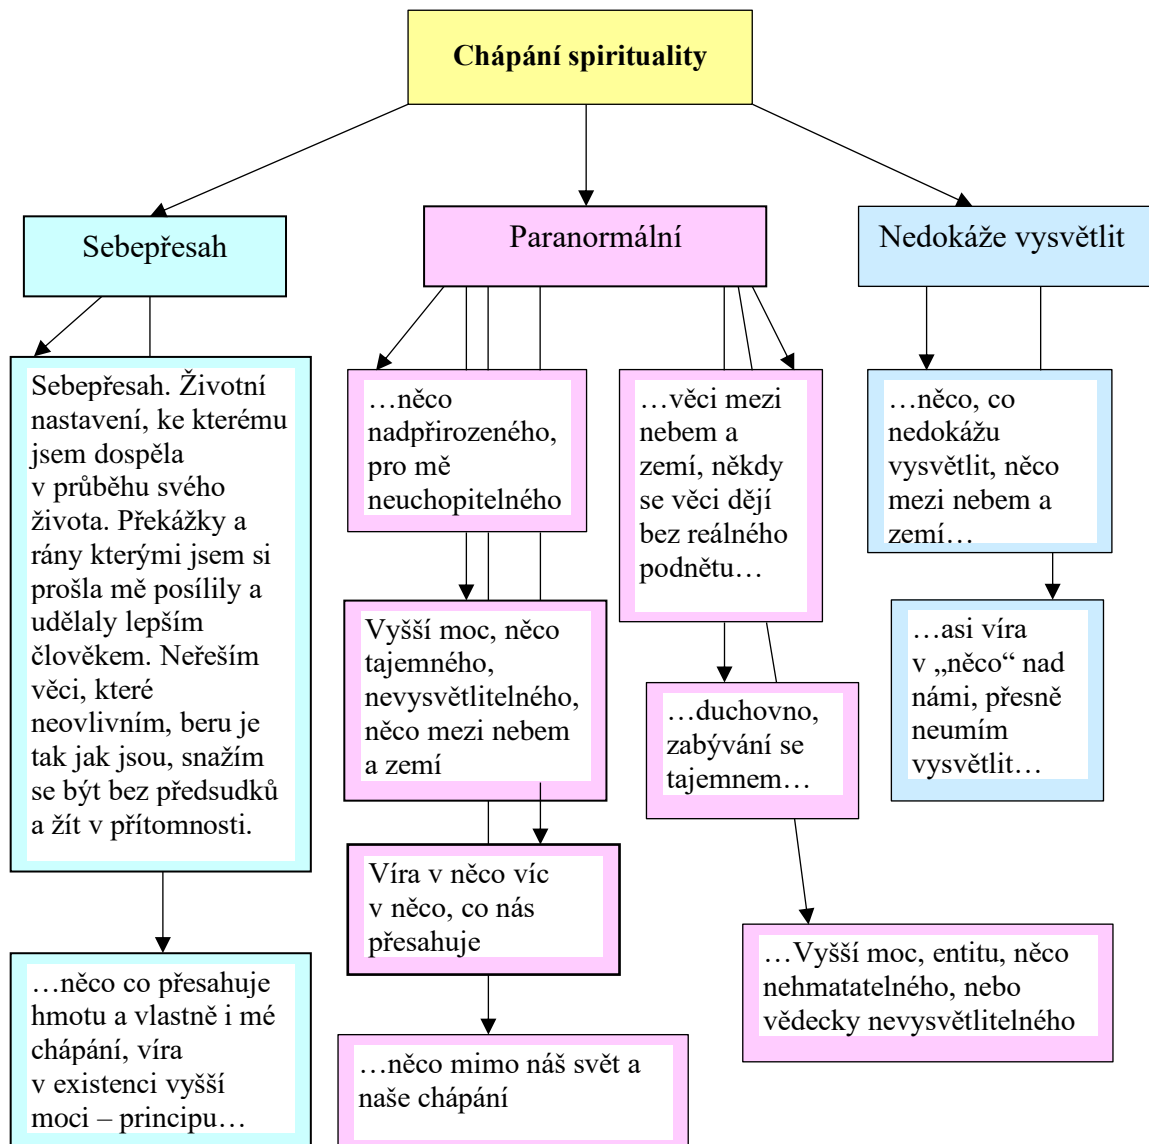 Chápání spirituality
Sebepřesah
Paranormální
Nedokáže vysvětlit
Sebepřesah. Životní
nastavení, ke kterému
jsem dospěla
v průběhu svého
života. Překážky a
rány kterými jsem si
prošla mě posílily a
udělaly lepším
člověkem. Neřeším
věci, které
neovlivním, beru je
tak jak jsou, snažím
se být bez předsudků
a žít v přítomnosti.
…něco co přesahuje
hmotu a vlastně i mé
chápání, víra
v existenci vyšší
moci – principu…
…něco
nadpřirozeného,
pro mě
neuchopitelného
Vyšší moc, něco
tajemného,
nevysvětlitelného,
něco mezi nebem
a zemí
Víra v něco víc
v něco, co nás
přesahuje
…něco mimo náš svět a
naše chápání
…věci mezi
nebem a
zemí, někdy
se věci dějí
bez reálného
podnětu…
…duchovno,
zabývání se
tajemnem…
…Vyšší moc, entitu, něco
nehmatatelného, nebo
vědecky nevysvětlitelného
…něco, co
nedokážu
vysvětlit, něco
mezi nebem a
zemí…
…asi víra
v „něco“ nad
námi, přesně
neumím
vysvětlit…